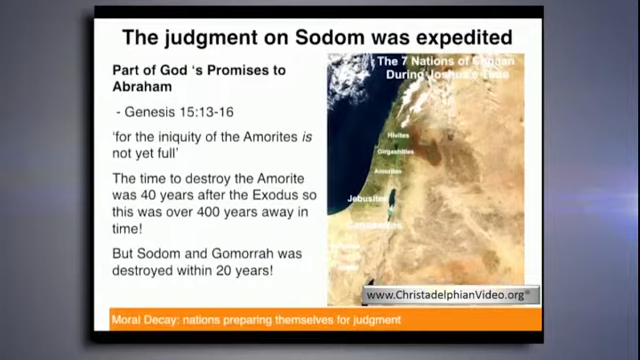 The judgment on Sodom was expedited
Part of God 's Promises to
Abraham
- Genesis 15:13-16
'for the iniquity of the Amorites is
not yet full'
The time to destroy the Amorite
was 40 years after the Exodus so
this was over 400 years away in
time!
But Sodom and Gomorrah was
destroyed within 20 years!
The 7 Nations of Canaan
During Joshua's Time
Hivites
Girgashites
Amorites
Jebusites
Canaanites
www.ChristadelphianVideo.org
Moral Decay: nations preparing themselves for judgment